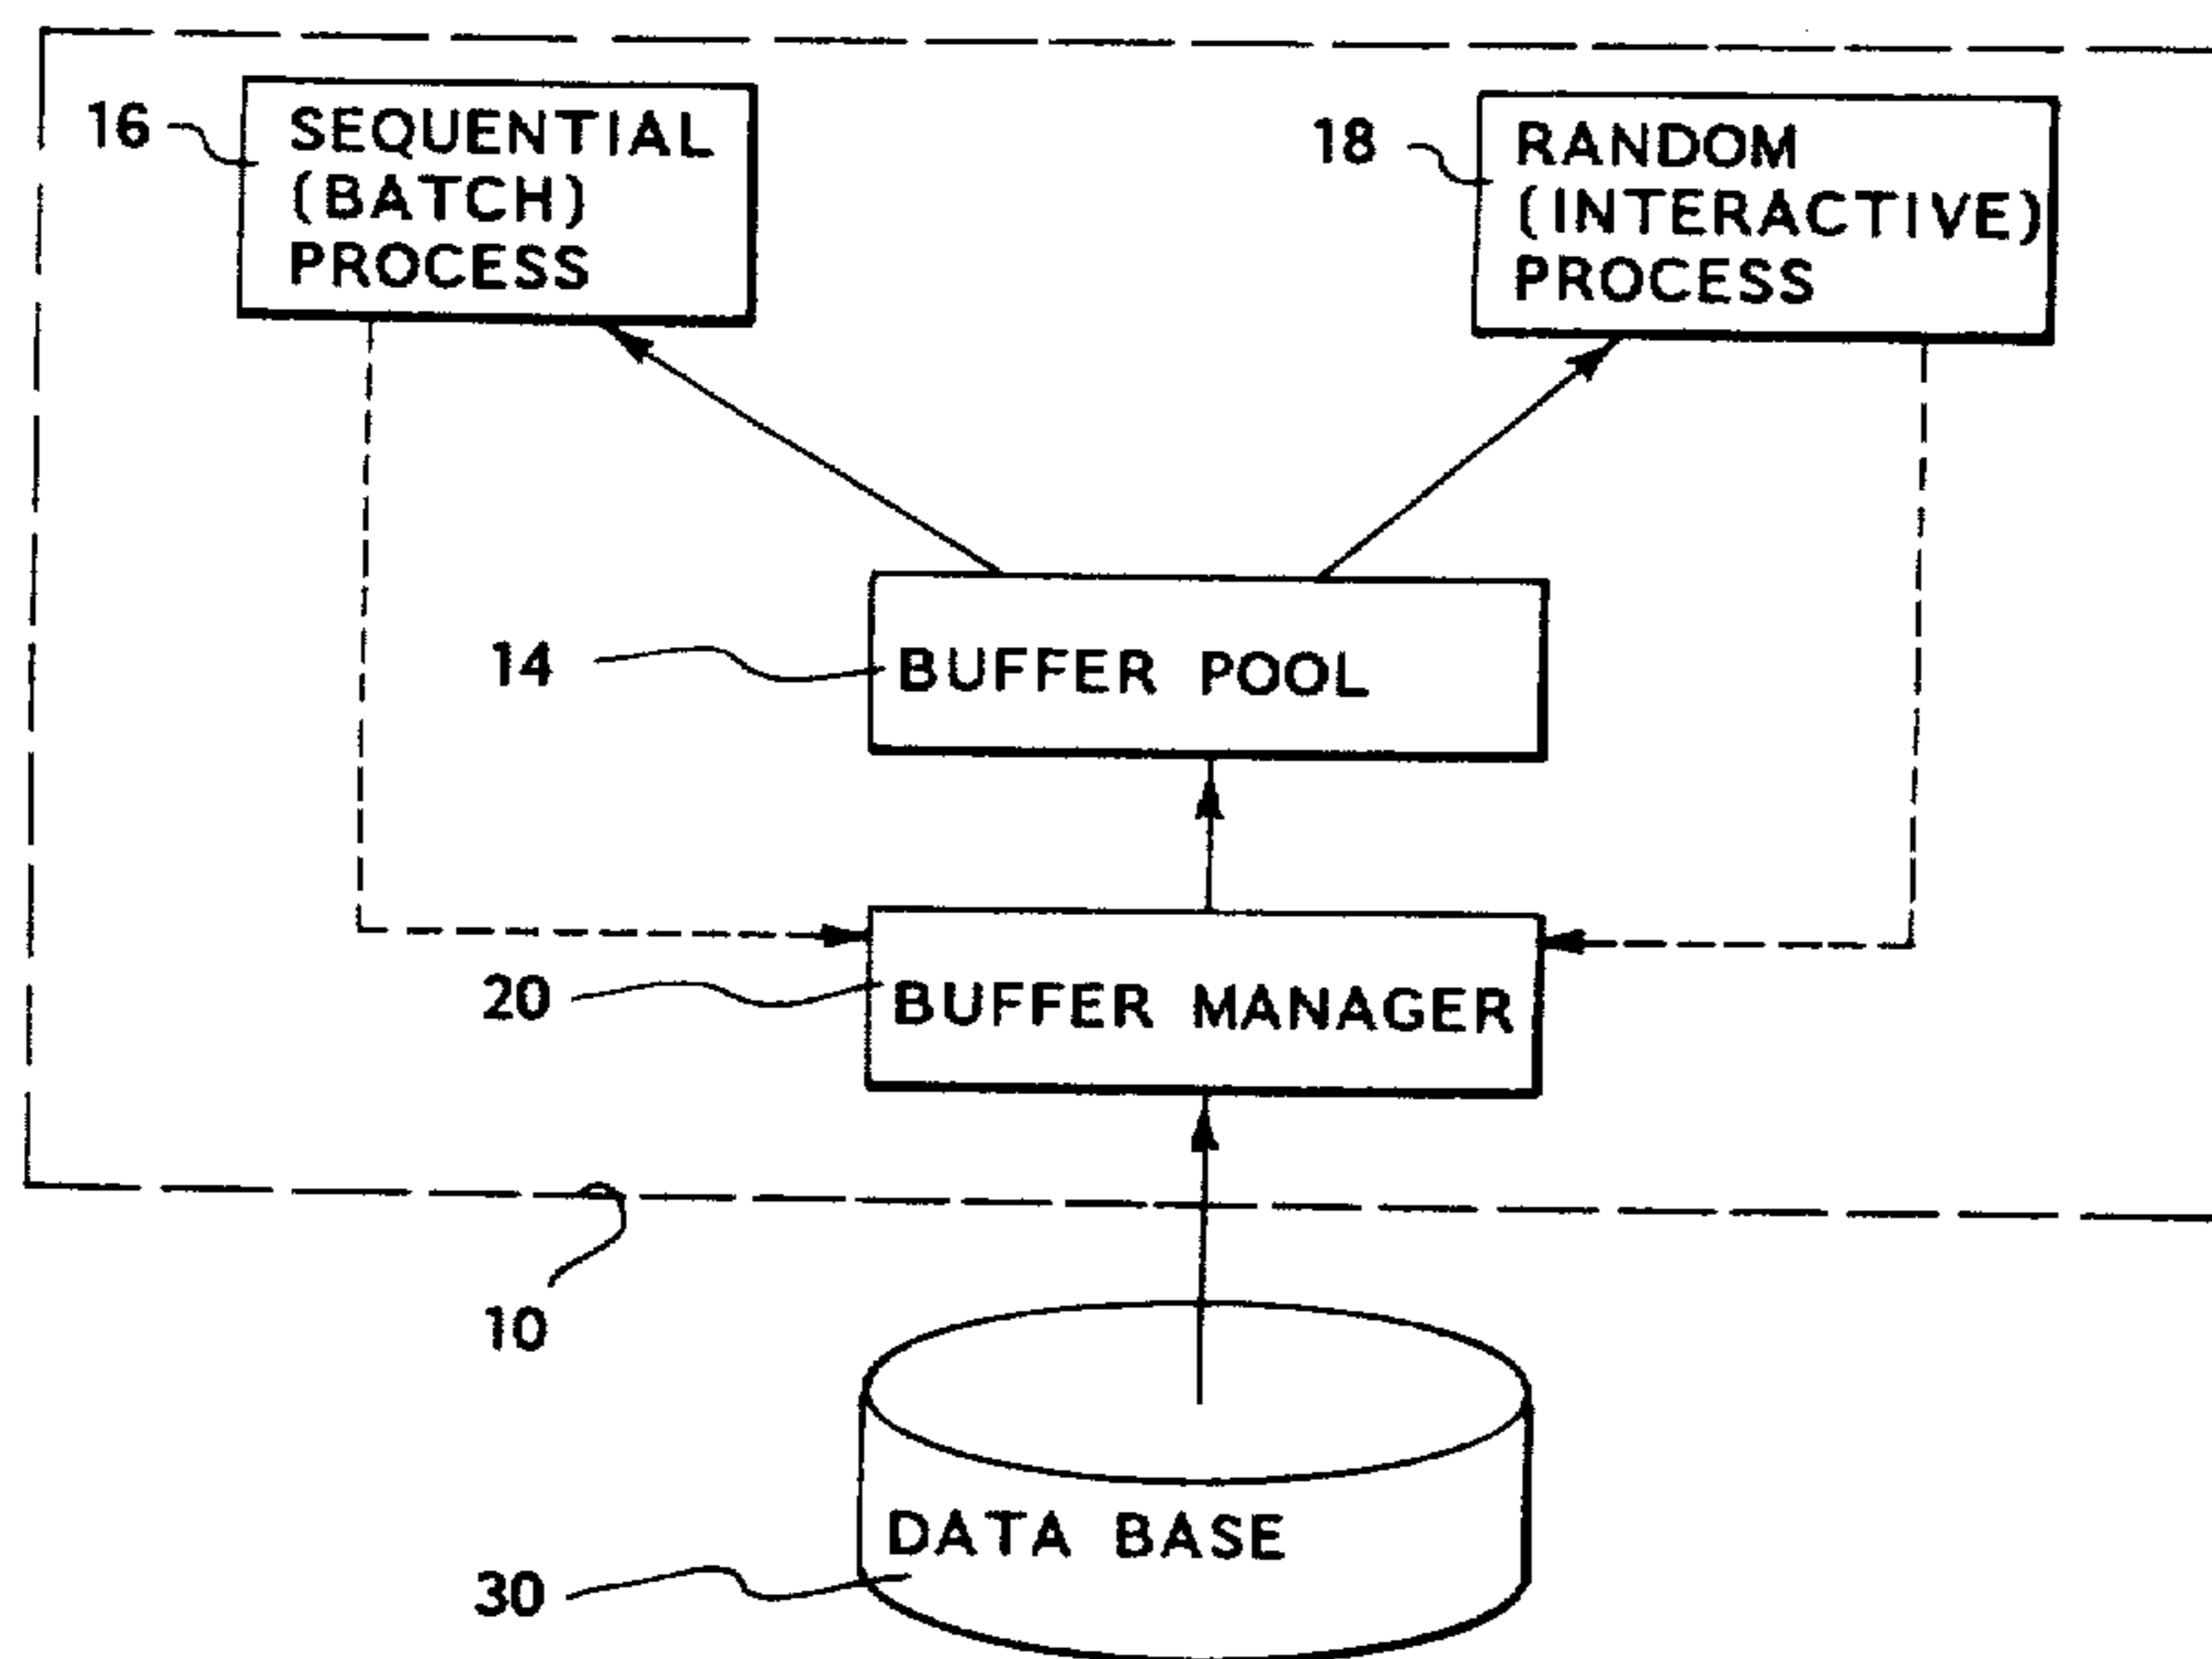 16
SEQUENTIAL
(BATCH)
PROCESS
18
RANDOM
(INTERACTIVE)
PROCESS
14
BUFFER POOL
20
BUFFER MANAGER
10
DATA BASE
30